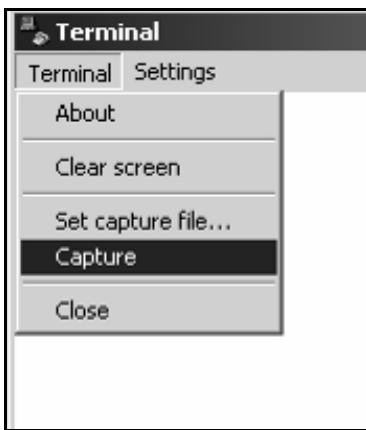 Terminal
Terminal Settings
About
Clear screen
Set capture file...
Capture
Close